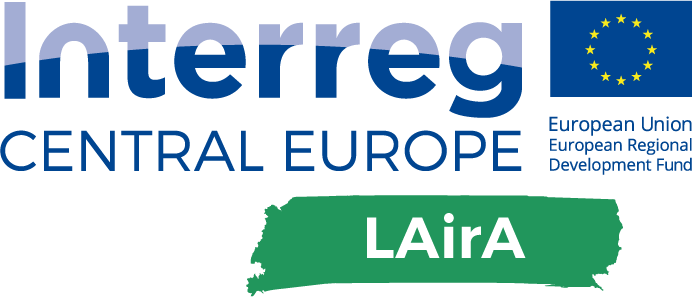 Interreg
CENTRAL EUROPE
European Union
European Regional
Development Fund
LAirA